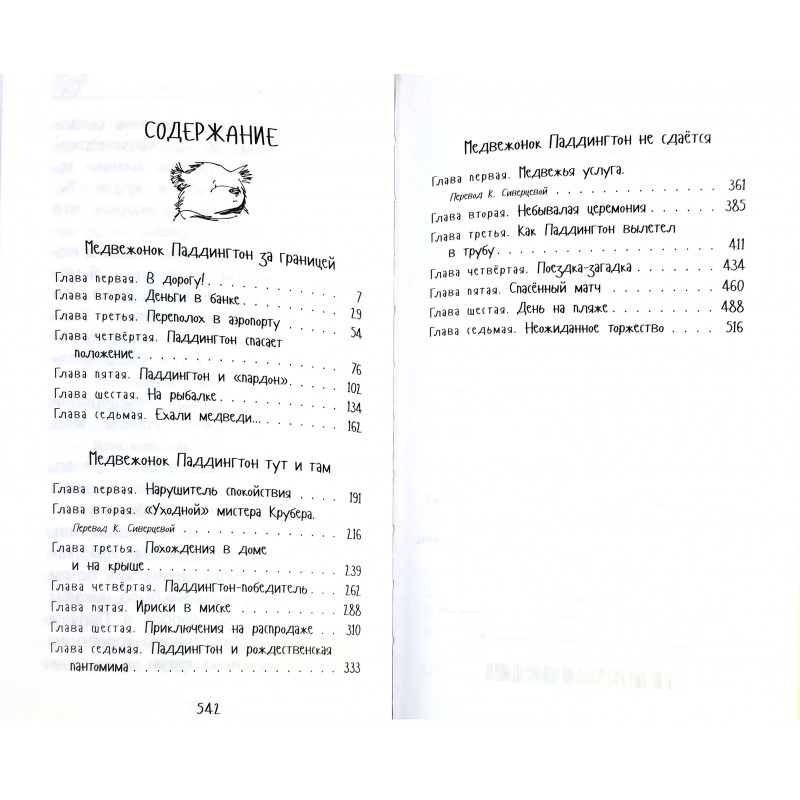 Содержание
Медвежонок Паддингтон за границей
Глава первая. В дорогу! . . . . . . . . . . . . . . . 7
Глава вторая. Деньги в банке . . . . . . . . . . . 29
Глава третья. Переполох в аэропорту . . . . . . 54
Глава четвёртая. Паддингтон спасает
положение . . . . . . . . . . . . . . . . . . . . 76
Глава пятая. Паддингтон и «пардон» . . . . . . 102
Глава шестая. На рыбалке . . . . . . . . . . . . 134
Глава седьмая. Ехали медведи... . . . . . . . . 162
Медвежонок Паддингтон тут и там
Глава первая. Нарушитель спокойствия . . . . 191
Глава вторая. «Уходной» мистера Крубера.
Перевод К. Сиверцевой . . . . . . . . . . . . . . 216
Глава третья. Похождения в доме
и на крыше . . . . . . . . . . . . . . . . . . . 239
Глава четвёртая. Паддингтон-победитель . . . 262
Глава пятая. Ириски в миске . . . . . . . . . . 288
Глава шестая. Приключения на распродаже . . 310
Глава седьмая. Паддингтон и рождественская
пантомима . . . . . . . . . . . . . . . . . . . . 333
542
Медвежонок Паддингтон не сдаётся
Глава первая. Медвежья услуга.
Перевод К. Сиверцевой . . . . . . . . . . . . . . 361
Глава вторая. Небывалая церемония . . . . . . 385
Глава третья. Как Паддингтон вылетел
в трубу . . . . . . . . . . . . . . . . . . . . . 411
Глава четвёртая. Поездка-загадка . . . . . . . 434
Глава пятая. Спасённый матч . . . . . . . . . . 460
Глава шестая. День на пляже . . . . . . . . . . 488
Глава седьмая. Неожиданное торжество . . . . 516